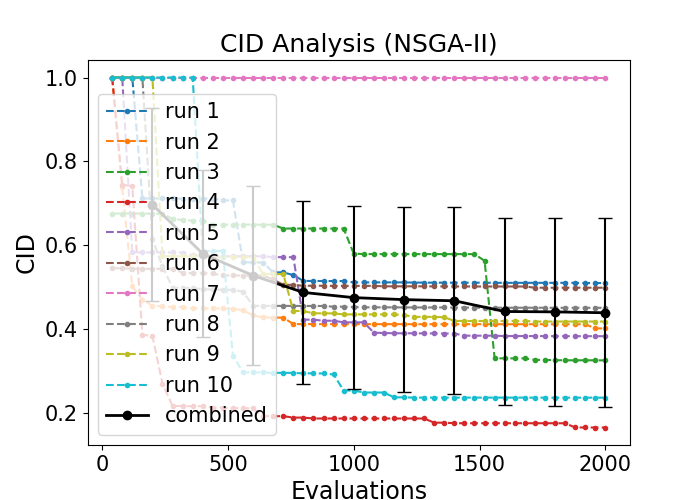 CID Analysis (NSGA-II)
1.0
0.8
0.6
0.4
0.2
CID
run 1
run 2
run 3
run 4
run 5
run 6
run 7
run 8
run 9
run 10
combined
0 500 1000 1500 2000
Evaluations